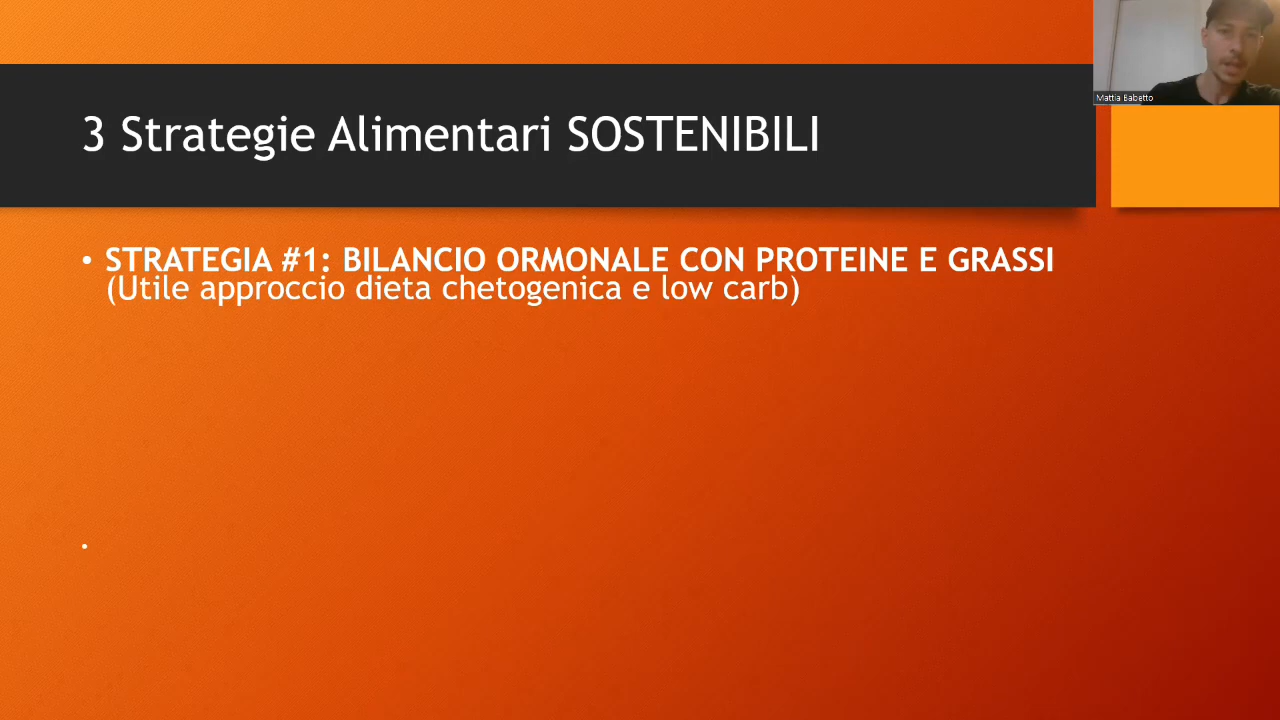 3 Strategie Alimentari SOSTENIBILI
Mattia Babetto
• STRATEGIA #1: BILANCIO ORMONALE CON PROTEINE E GRASSI
(Utile approccio dieta chetogenica e low carb)
•